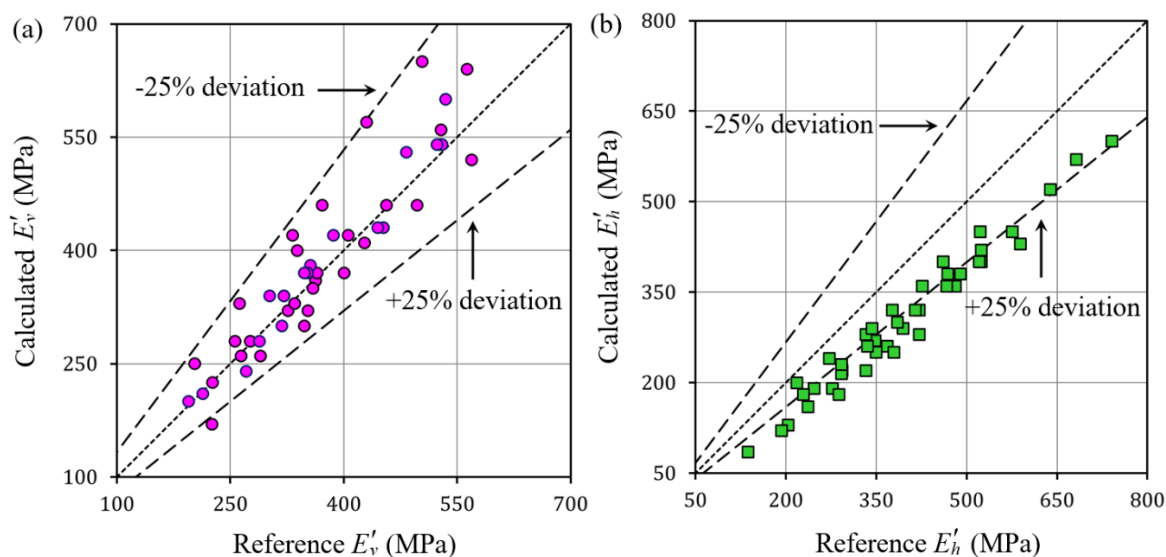 (a)
700
550
400
250
100
Calculated E′ᵥ (MPa)
-25% deviation
+25% deviation
100 250 400 550 700
Reference E′ᵥ (MPa)
(b)
800
650
500
350
200
50
Calculated E′ₕ (MPa)
-25% deviation
+25% deviation
50 200 350 500 650 800
Reference E′ₕ (MPa)